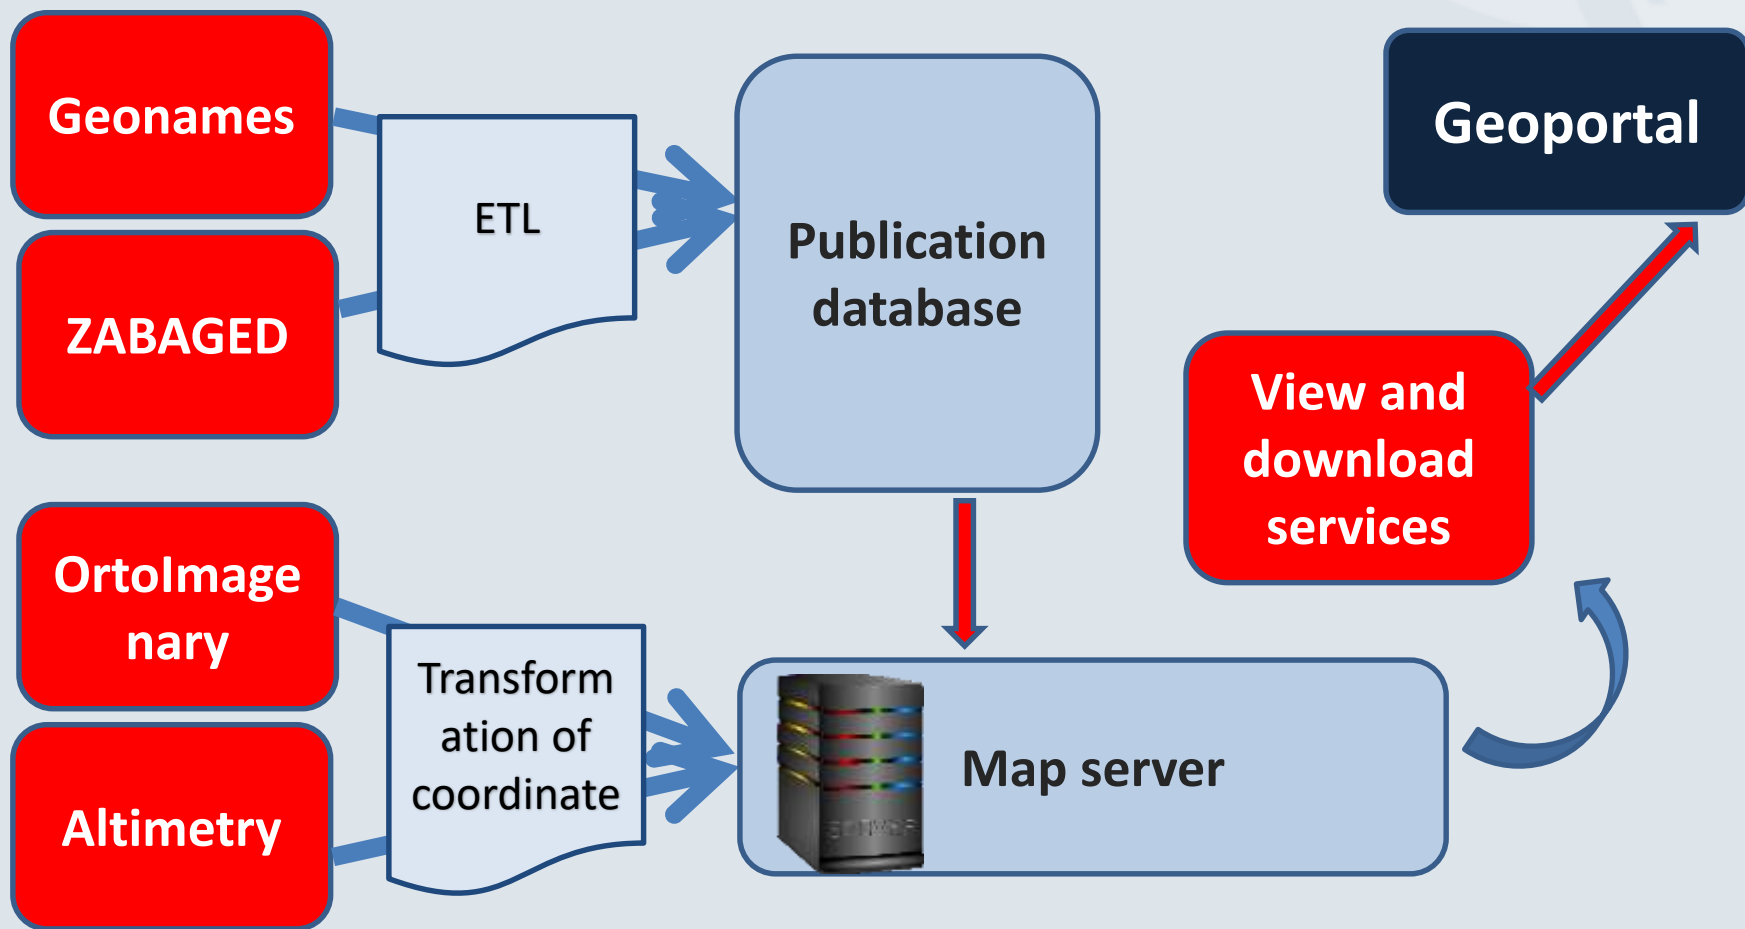 Geonames
ETL
ZABAGED
Publication
database
Geoportal
View and
download
services
OrtoImage
nary
Altimetry
Transform
ation of
coordinate
Map server
SERVER